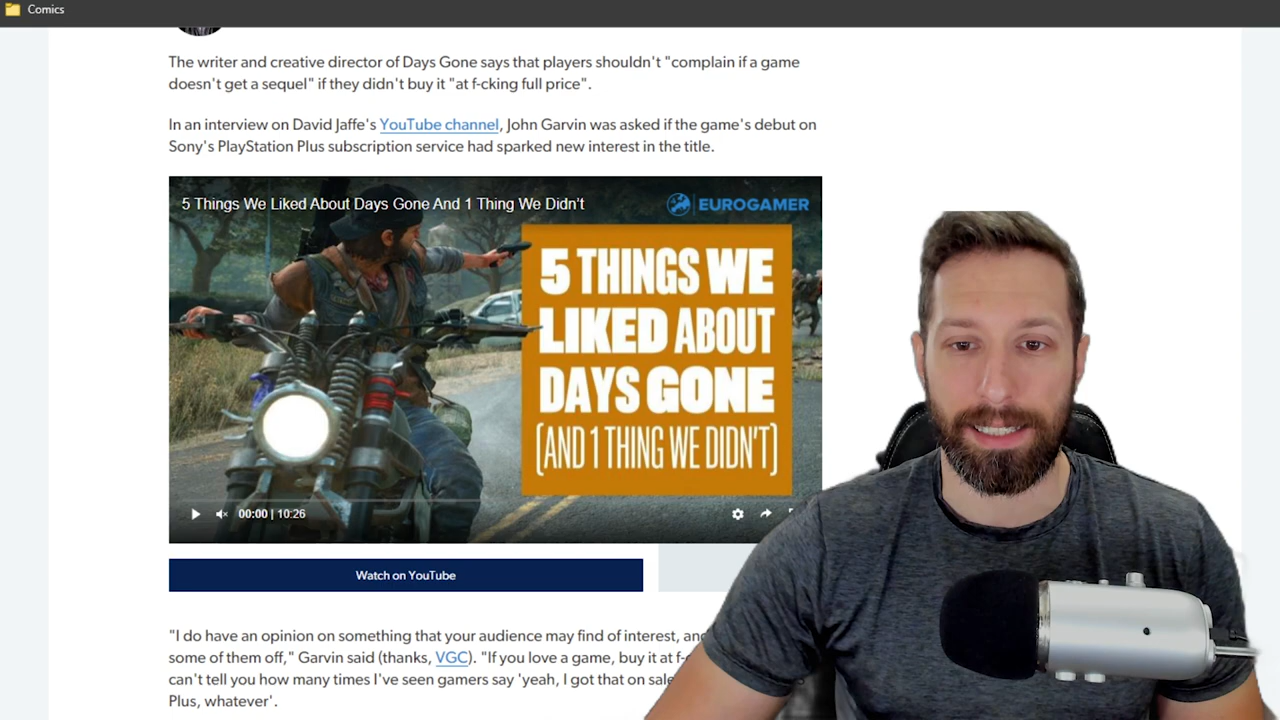 Comics
The writer and creative director of Days Gone says that players shouldn't "complain if a game
doesn't get a sequel" if they didn't buy it "at f-cking full price".
In an interview on David Jaffe's YouTube channel, John Garvin was asked if the game's debut on
Sony's PlayStation Plus subscription service had sparked new interest in the title.
5 Things We Liked About Days Gone And 1 Thing We Didn't
EUROGAMER
5 THINGS WE
LIKED ABOUT
DAYS GONE
(AND 1 THING WE DIDN'T)
00:00 | 10:26
Watch on YouTube
"I do have an opinion on something that your audience may find of interest, and
some of them off," Garvin said (thanks, VGC). "If you love a game, buy it at f-
can't tell you how many times I've seen gamers say 'yeah, I got that on sale
Plus, whatever'.